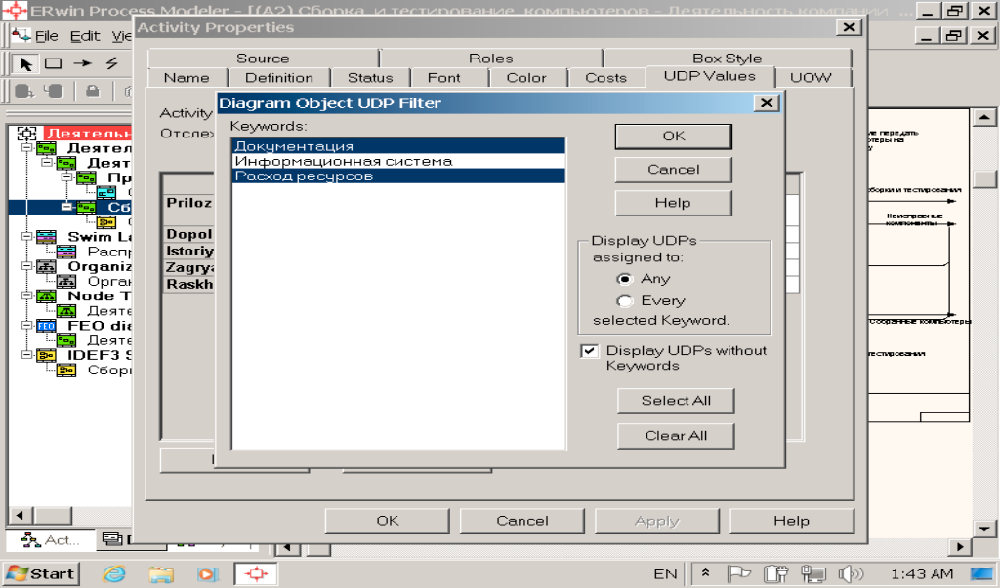 ERwin Process Modeler - [(A2) Сборка и тестирование компьютеров - Деятельность компании ...
File Edit Vie
Activity Properties
Source Roles Box Style
Name Definition Status Font Color Costs UDP Values UOW
Activity
Отслеж
Diagram Object UDP Filter
Keywords:
Документация
Информационная система
Расход ресурсов
OK
Cancel
Help
Display UDPs
assigned to:
Any
Every
selected Keyword.
Display UDPs without
Keywords
Select All
Clear All
Priloz
Dopol
Istoriy
Zagrya
Raskh
Деятельн
Деятел
Деят
Пр
Сб
Swim La
Распр
Organiz
Орган
Node T
Деяте
FEO
FEO dia
Деяте
IDEF3 S
Сбор
передать
борки и тестирования
Неисправные
компоненты
Собранные компьютеры
тестирования
OK Cancel Apply Help
Act...
Start
EN
1:43 AM